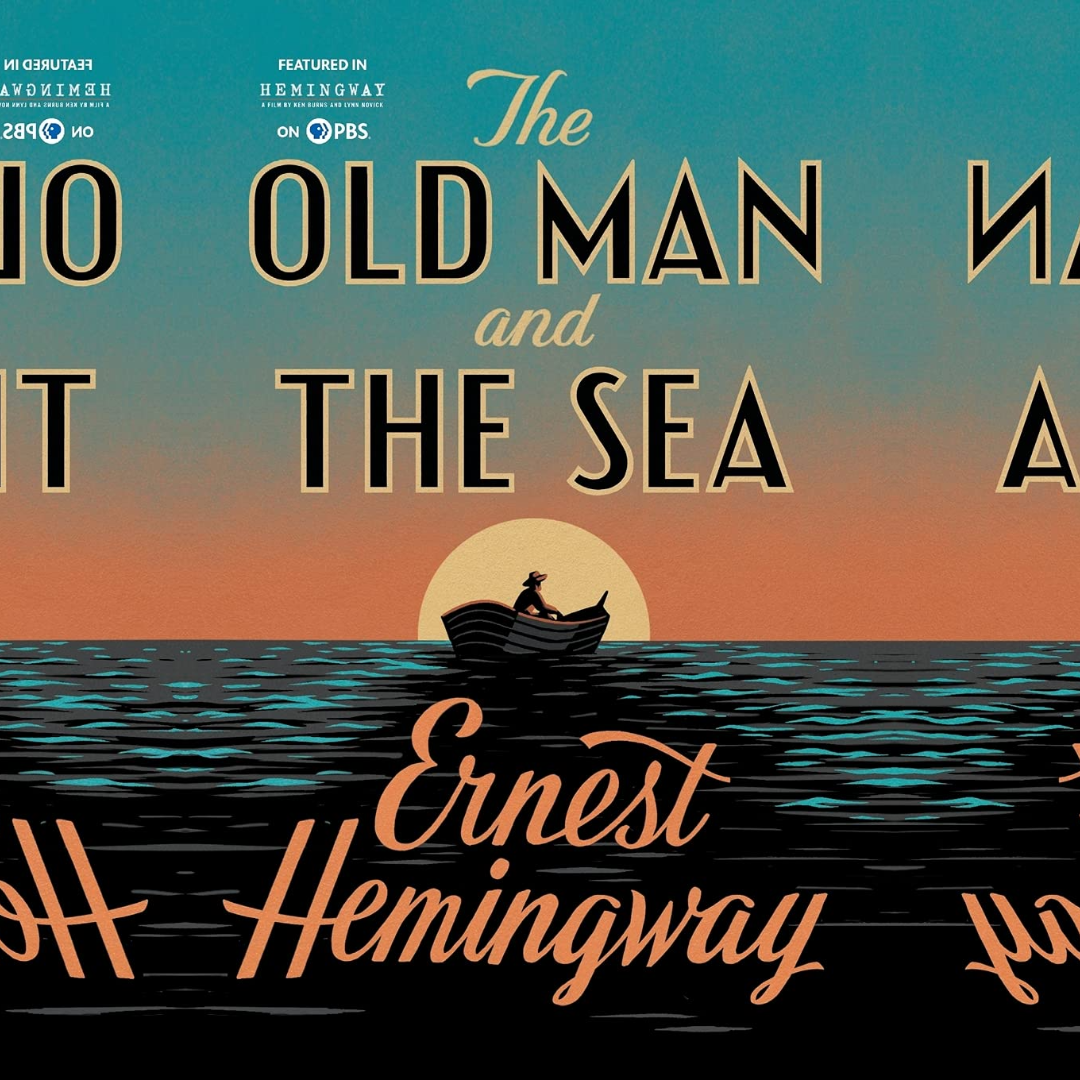 FEATURED IN
HEMINGWAY
A FILM BY KEN BURNS AND LYNN NOVICK
ON PBS.
The
OLD MAN
and
THE SEA
Ernest
Hemingway